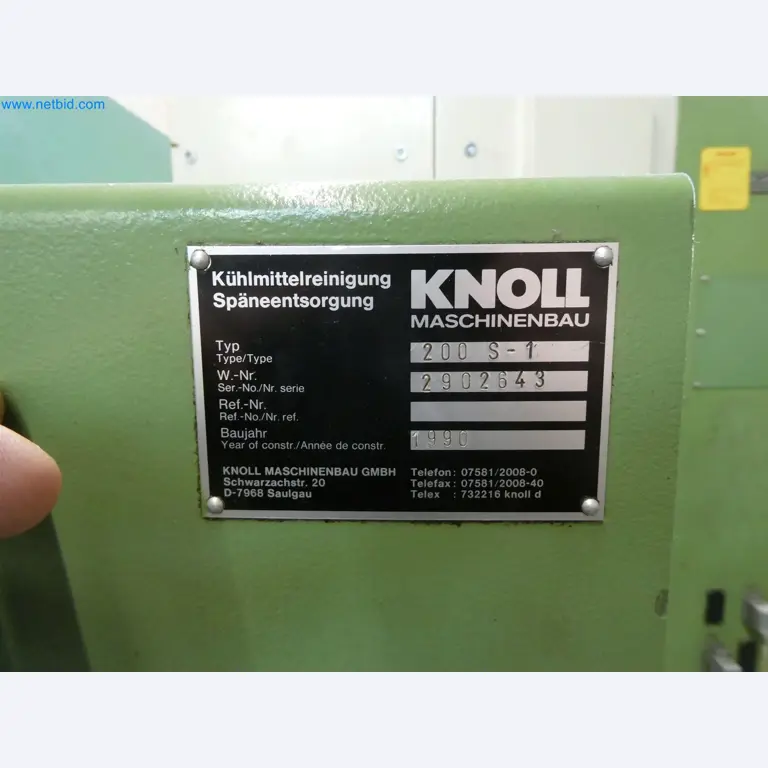 www.netbid.com
Kühlmittelreinigung
Späneentsorgung
KNOLL
MASCHINENBAU
Typ
Type/Type
200 S-1
W.-Nr.
Ser.-No./Nr. serie
2902643
Ref.-Nr.
Ref.-No./Nr. ref.
Baujahr
Year of constr./Année de constr.
1990
KNOLL MASCHINENBAU GMBH
Schwarzachstr. 20
D-7968 Saulgau
Telefon: 07581/2008-0
Telefax: 07581/2008-40
Telex : 732216 knoll d